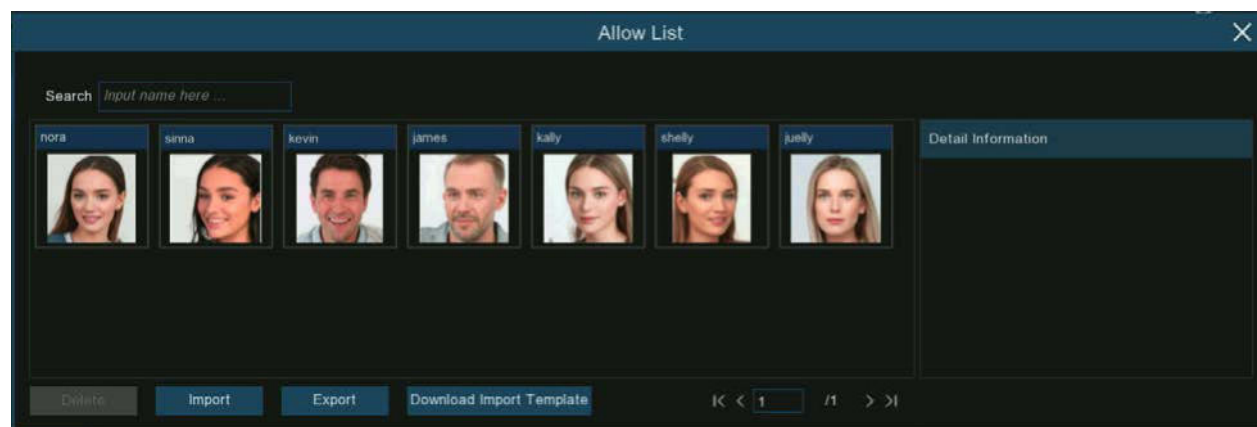 Allow List
Search Input name here ...
nora sinna kevin james kally shelly juelly Detail Information
Delete Import Export Download Import Template 1 /1